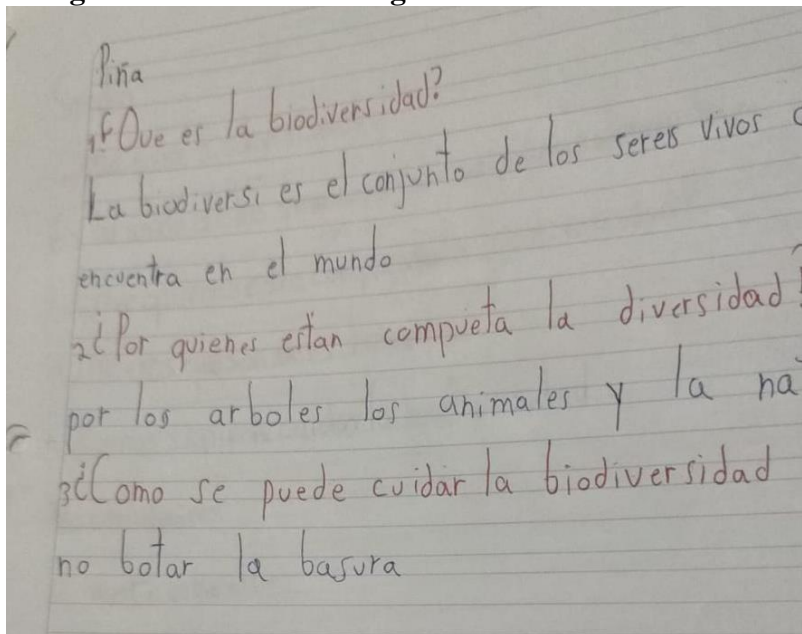 Piña
1¿Que es la biodiversidad?
La biodiversi es el conjunto de los seres vivos
encuentra en el mundo
2¿Por quienes estan compueta la diversidad?
por los arboles los animales y la na
3¿Como se puede cuidar la biodiversidad
no botar la basura